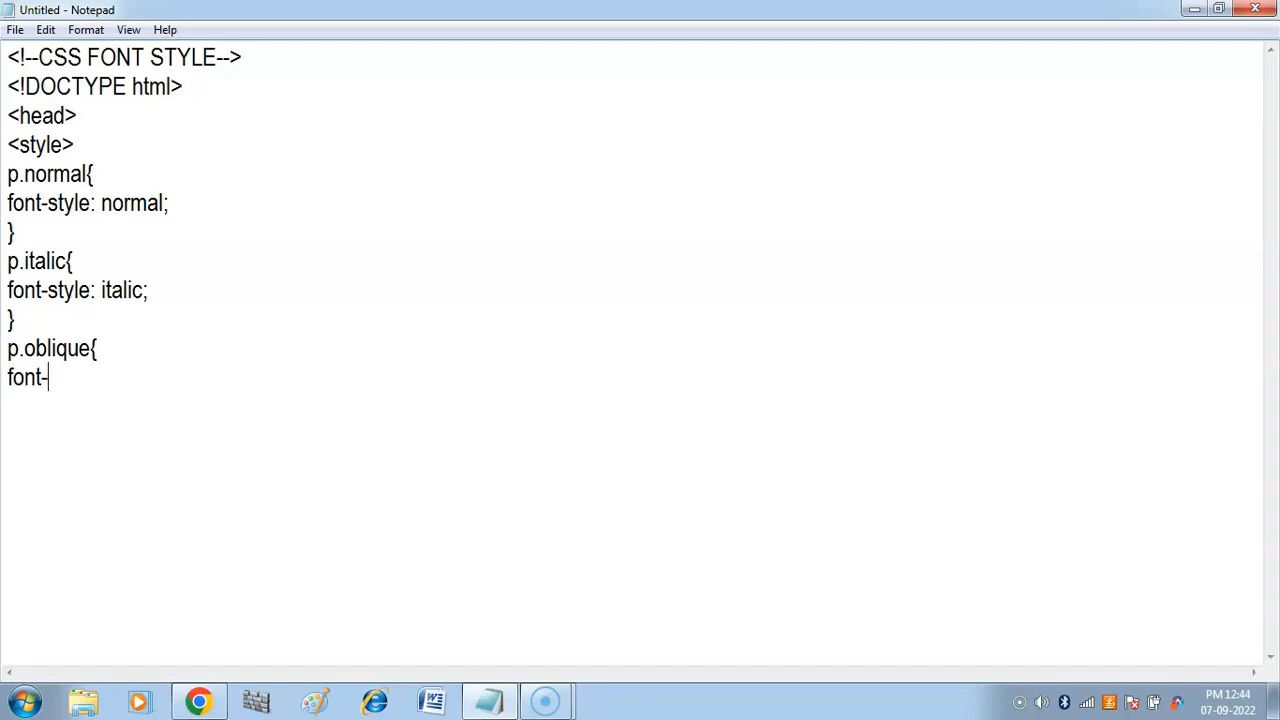 Untitled - Notepad
File Edit Format View Help
<!--CSS FONT STYLE-->
<!DOCTYPE html>
<head>
<style>
p.normal{
font-style: normal;
}
p.italic{
font-style: italic;
}
p.oblique{
font-
PM 12:44
07-09-2022